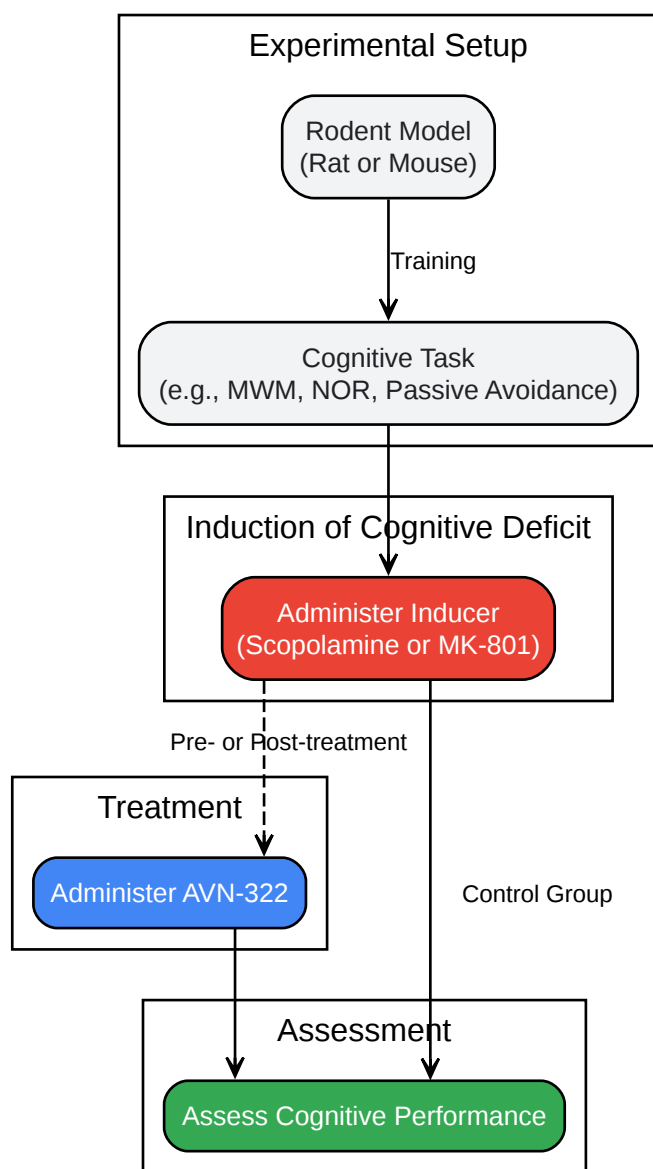 Experimental Setup
Rodent Model
(Rat or Mouse)
Training
Cognitive Task
(e.g., MWM, NOR, Passive Avoidance)
Induction of Cognitive Deficit
Administer Inducer
(Scopolamine or MK-801)
Pre- or Post-treatment
Treatment
Administer AVN-322
Control Group
Assessment
Assess Cognitive Performance